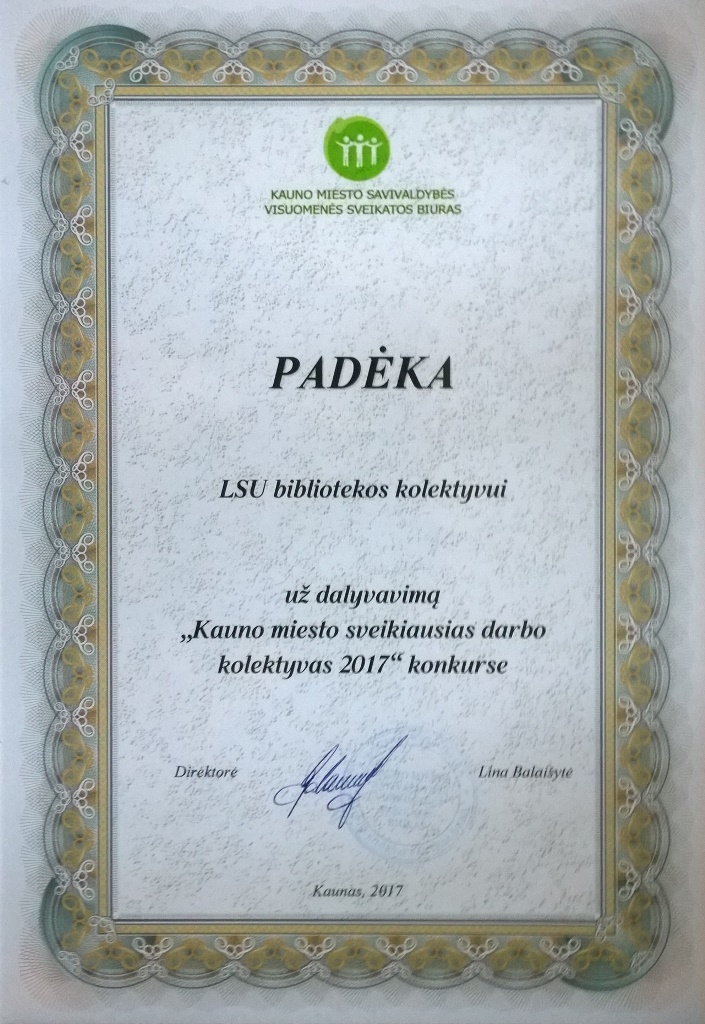 KAUNO MIESTO SAVIVALDYBĖS
VISUOMENĖS SVEIKATOS BIURAS
PADĖKA
LSU bibliotekos kolektyvui
už dalyvavimą
„Kauno miesto sveikiausias darbo
kolektyvas 2017“ konkurse
Direktorė
Lina Balaišytė
Kaunas, 2017